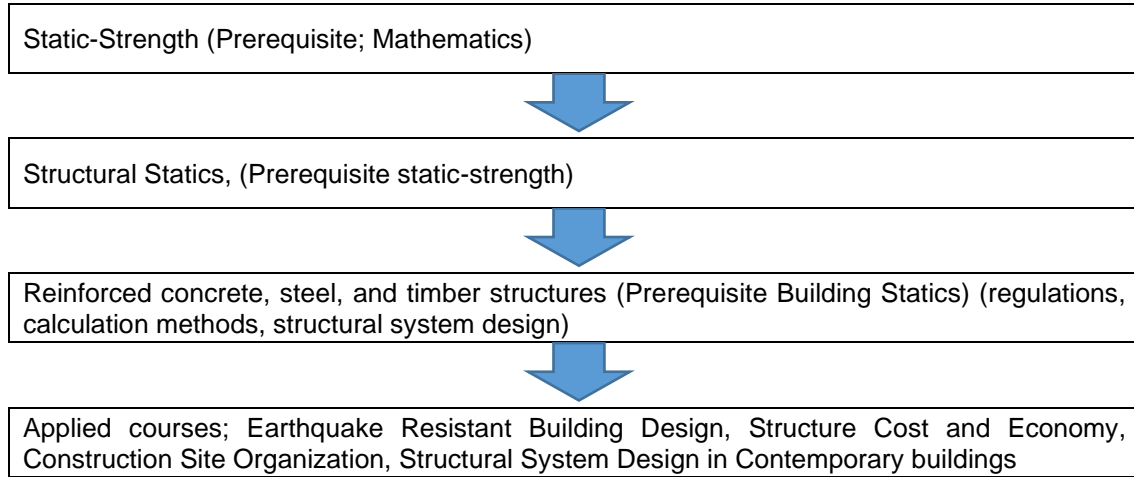 Static-Strength (Prerequisite; Mathematics)
Structural Statics, (Prerequisite static-strength)
Reinforced concrete, steel, and timber structures (Prerequisite Building Statics) (regulations,
calculation methods, structural system design)
Applied courses; Earthquake Resistant Building Design, Structure Cost and Economy,
Construction Site Organization, Structural System Design in Contemporary buildings